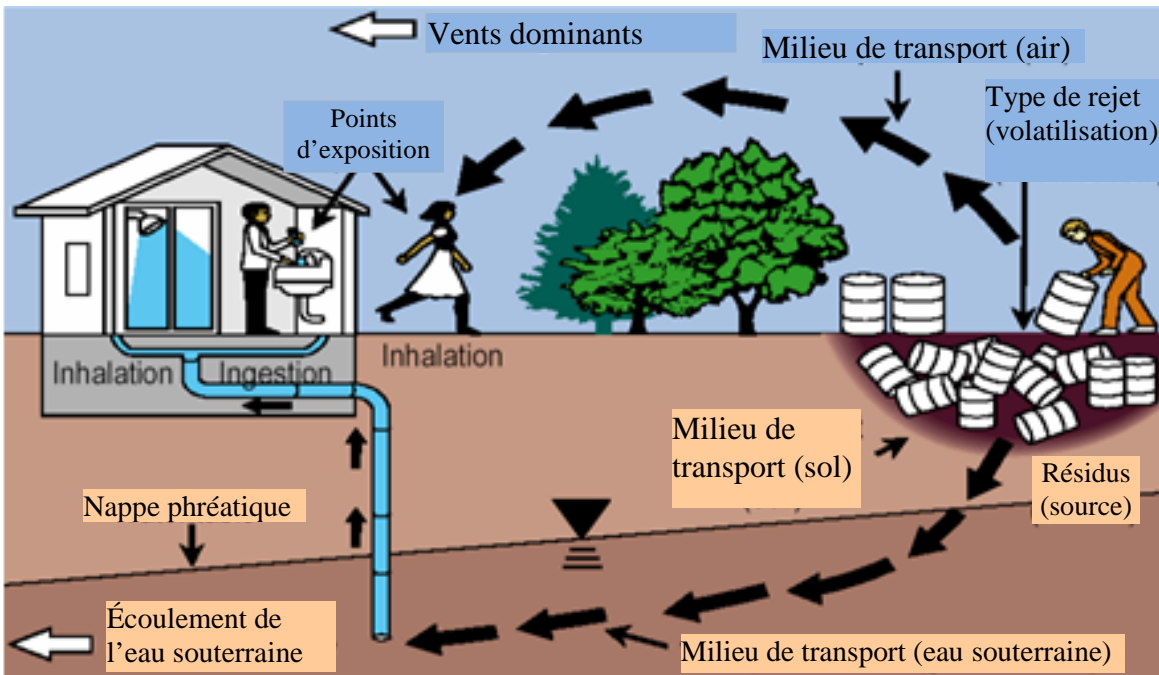 Vents dominants
Milieu de transport (air)
Type de rejet
(volatilisation)
Points
d'exposition
Inhalation
Ingestion
Inhalation
Milieu de
transport (sol)
Résidus
(source)
Nappe phréatique
Écoulement de
l'eau souterraine
Milieu de transport (eau souterraine)